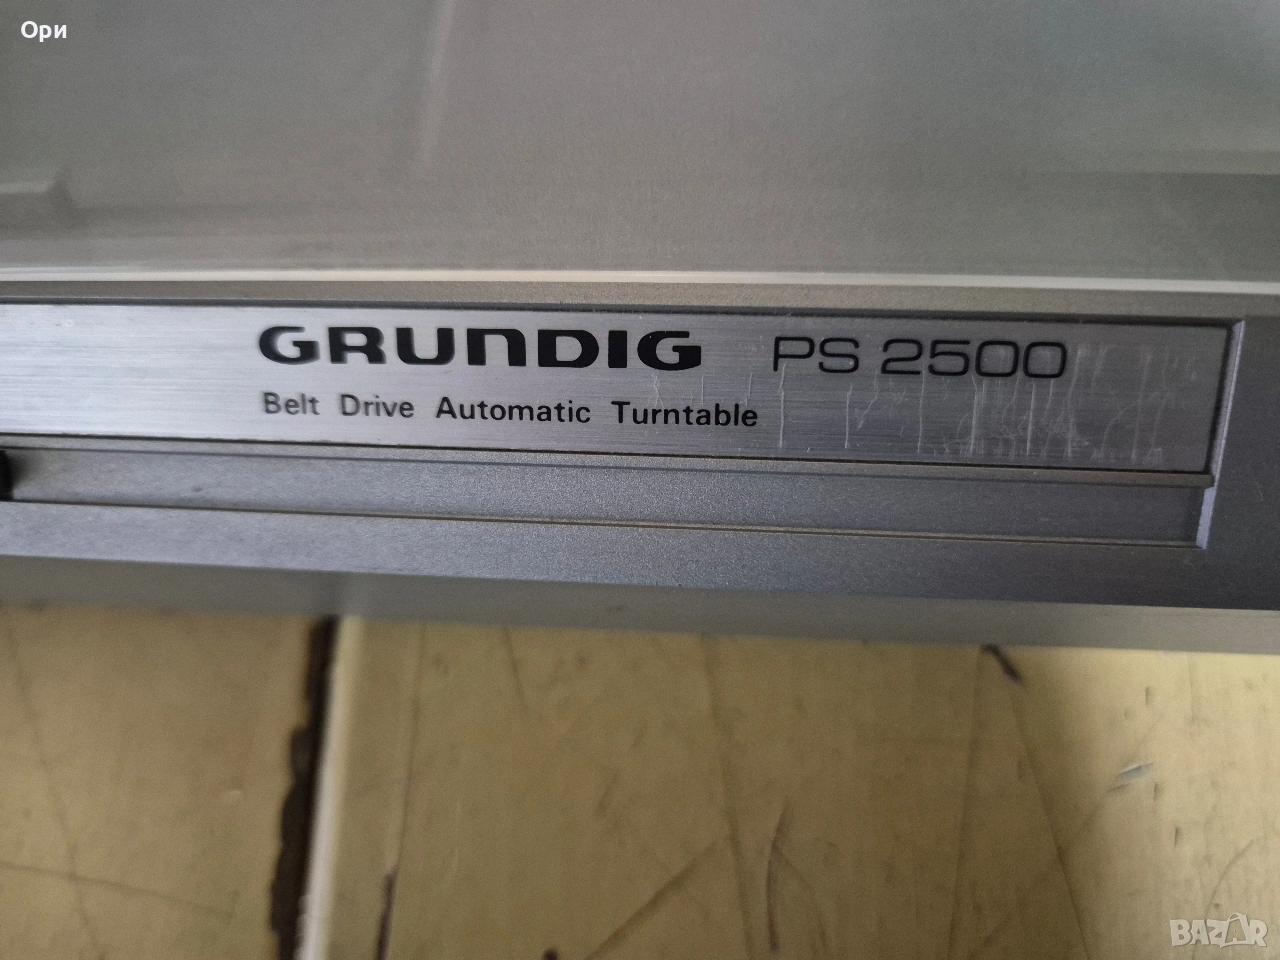 Ори
GRUNDIG PS 2500
Belt Drive Automatic Turntable
BAZAR